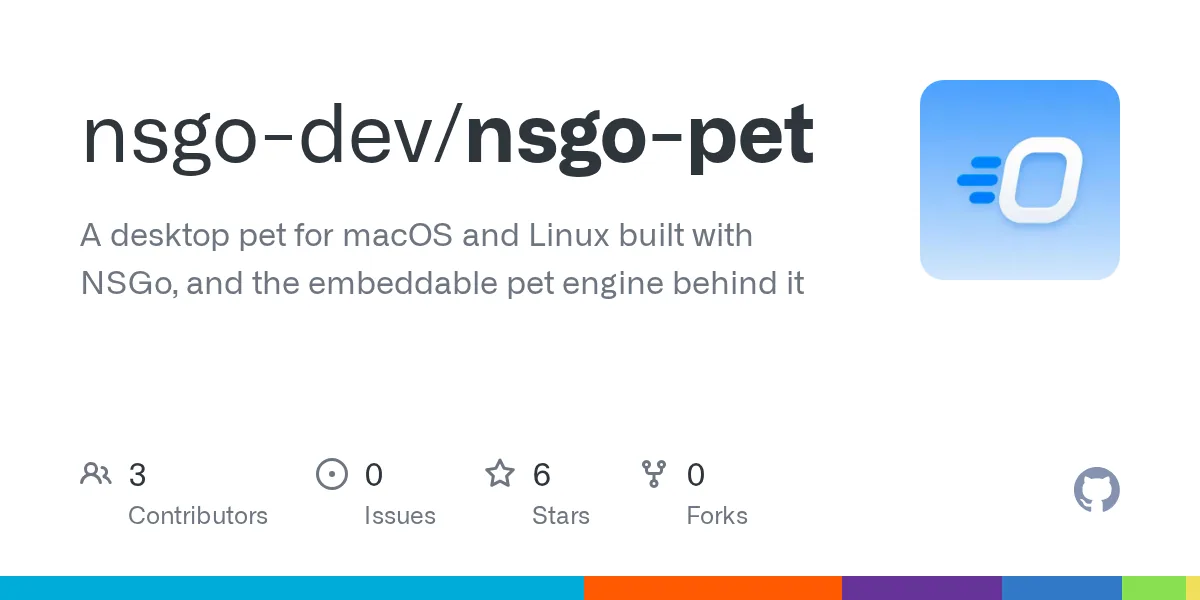 nsgo-dev/nsgo-pet
A desktop pet for macOS and Linux built with
NSGo, and the embeddable pet engine behind it
3
Contributors
0
Issues
6
Stars
0
Forks